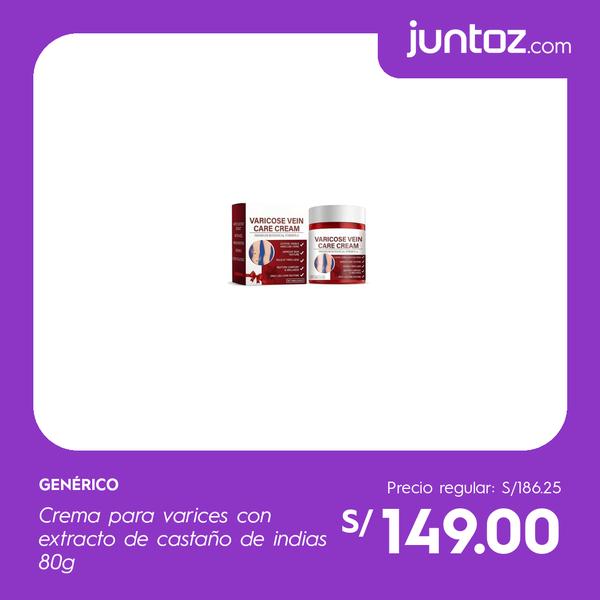 juntoz.com
VARICOSE VEIN
CARE CREAM
VARICOSE VEIN
CARE CREAM
GENÉRICO
Precio regular: S/186.25
Crema para varices con
extracto de castaño de indias
80g
S/149.00